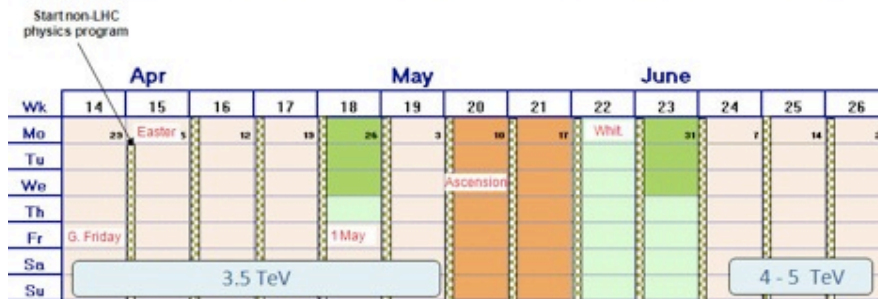 Start non-LHC
physics program
Apr May June
Wk 14 15 16 17 18 19 20 21 22 23 24 25 26
Mo 29 Easter 5 12 19 26 3 10 17 Whit. 31 7 14
Tu
We Ascension
Th
Fr G. Friday 1 May
Sa
Su
3.5 TeV 4 - 5 TeV